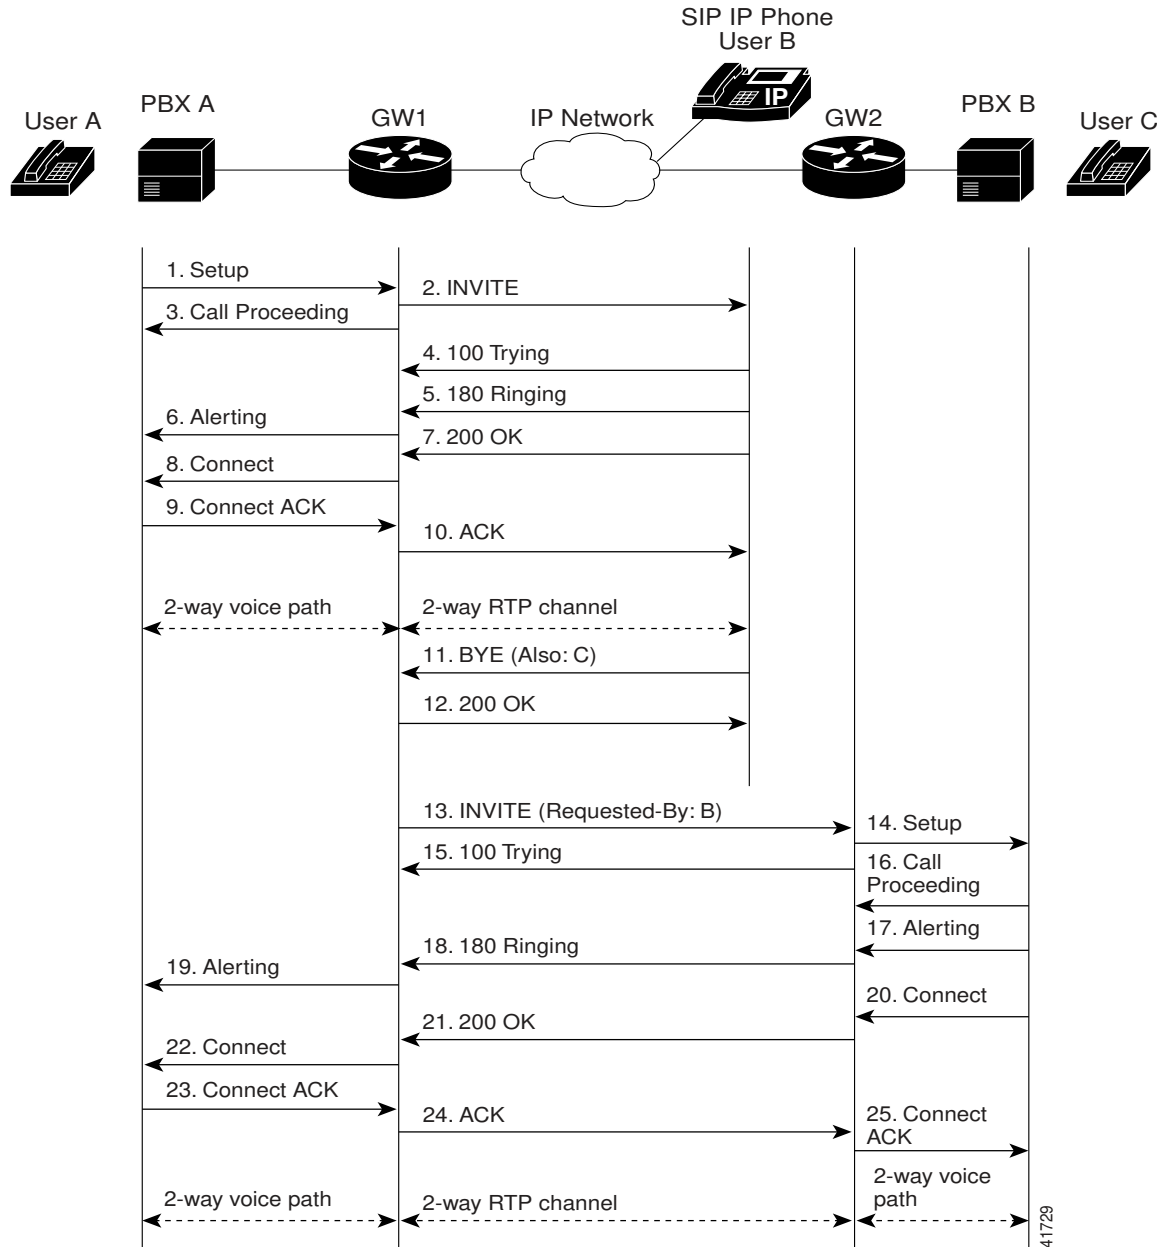 SIP IP Phone
User B
IP
User A
PBX A
GW1
IP Network
GW2
PBX B
User C
1. Setup
2. INVITE
3. Call Proceeding
4. 100 Trying
5. 180 Ringing
6. Alerting
7. 200 OK
8. Connect
9. Connect ACK
10. ACK
2-way voice path
2-way RTP channel
11. BYE (Also: C)
12. 200 OK
13. INVITE (Requested-By: B)
14. Setup
15. 100 Trying
16. Call
Proceeding
17. Alerting
18. 180 Ringing
19. Alerting
20. Connect
21. 200 OK
22. Connect
23. Connect ACK
24. ACK
25. Connect
ACK
2-way voice path
2-way RTP channel
2-way voice
path
41729